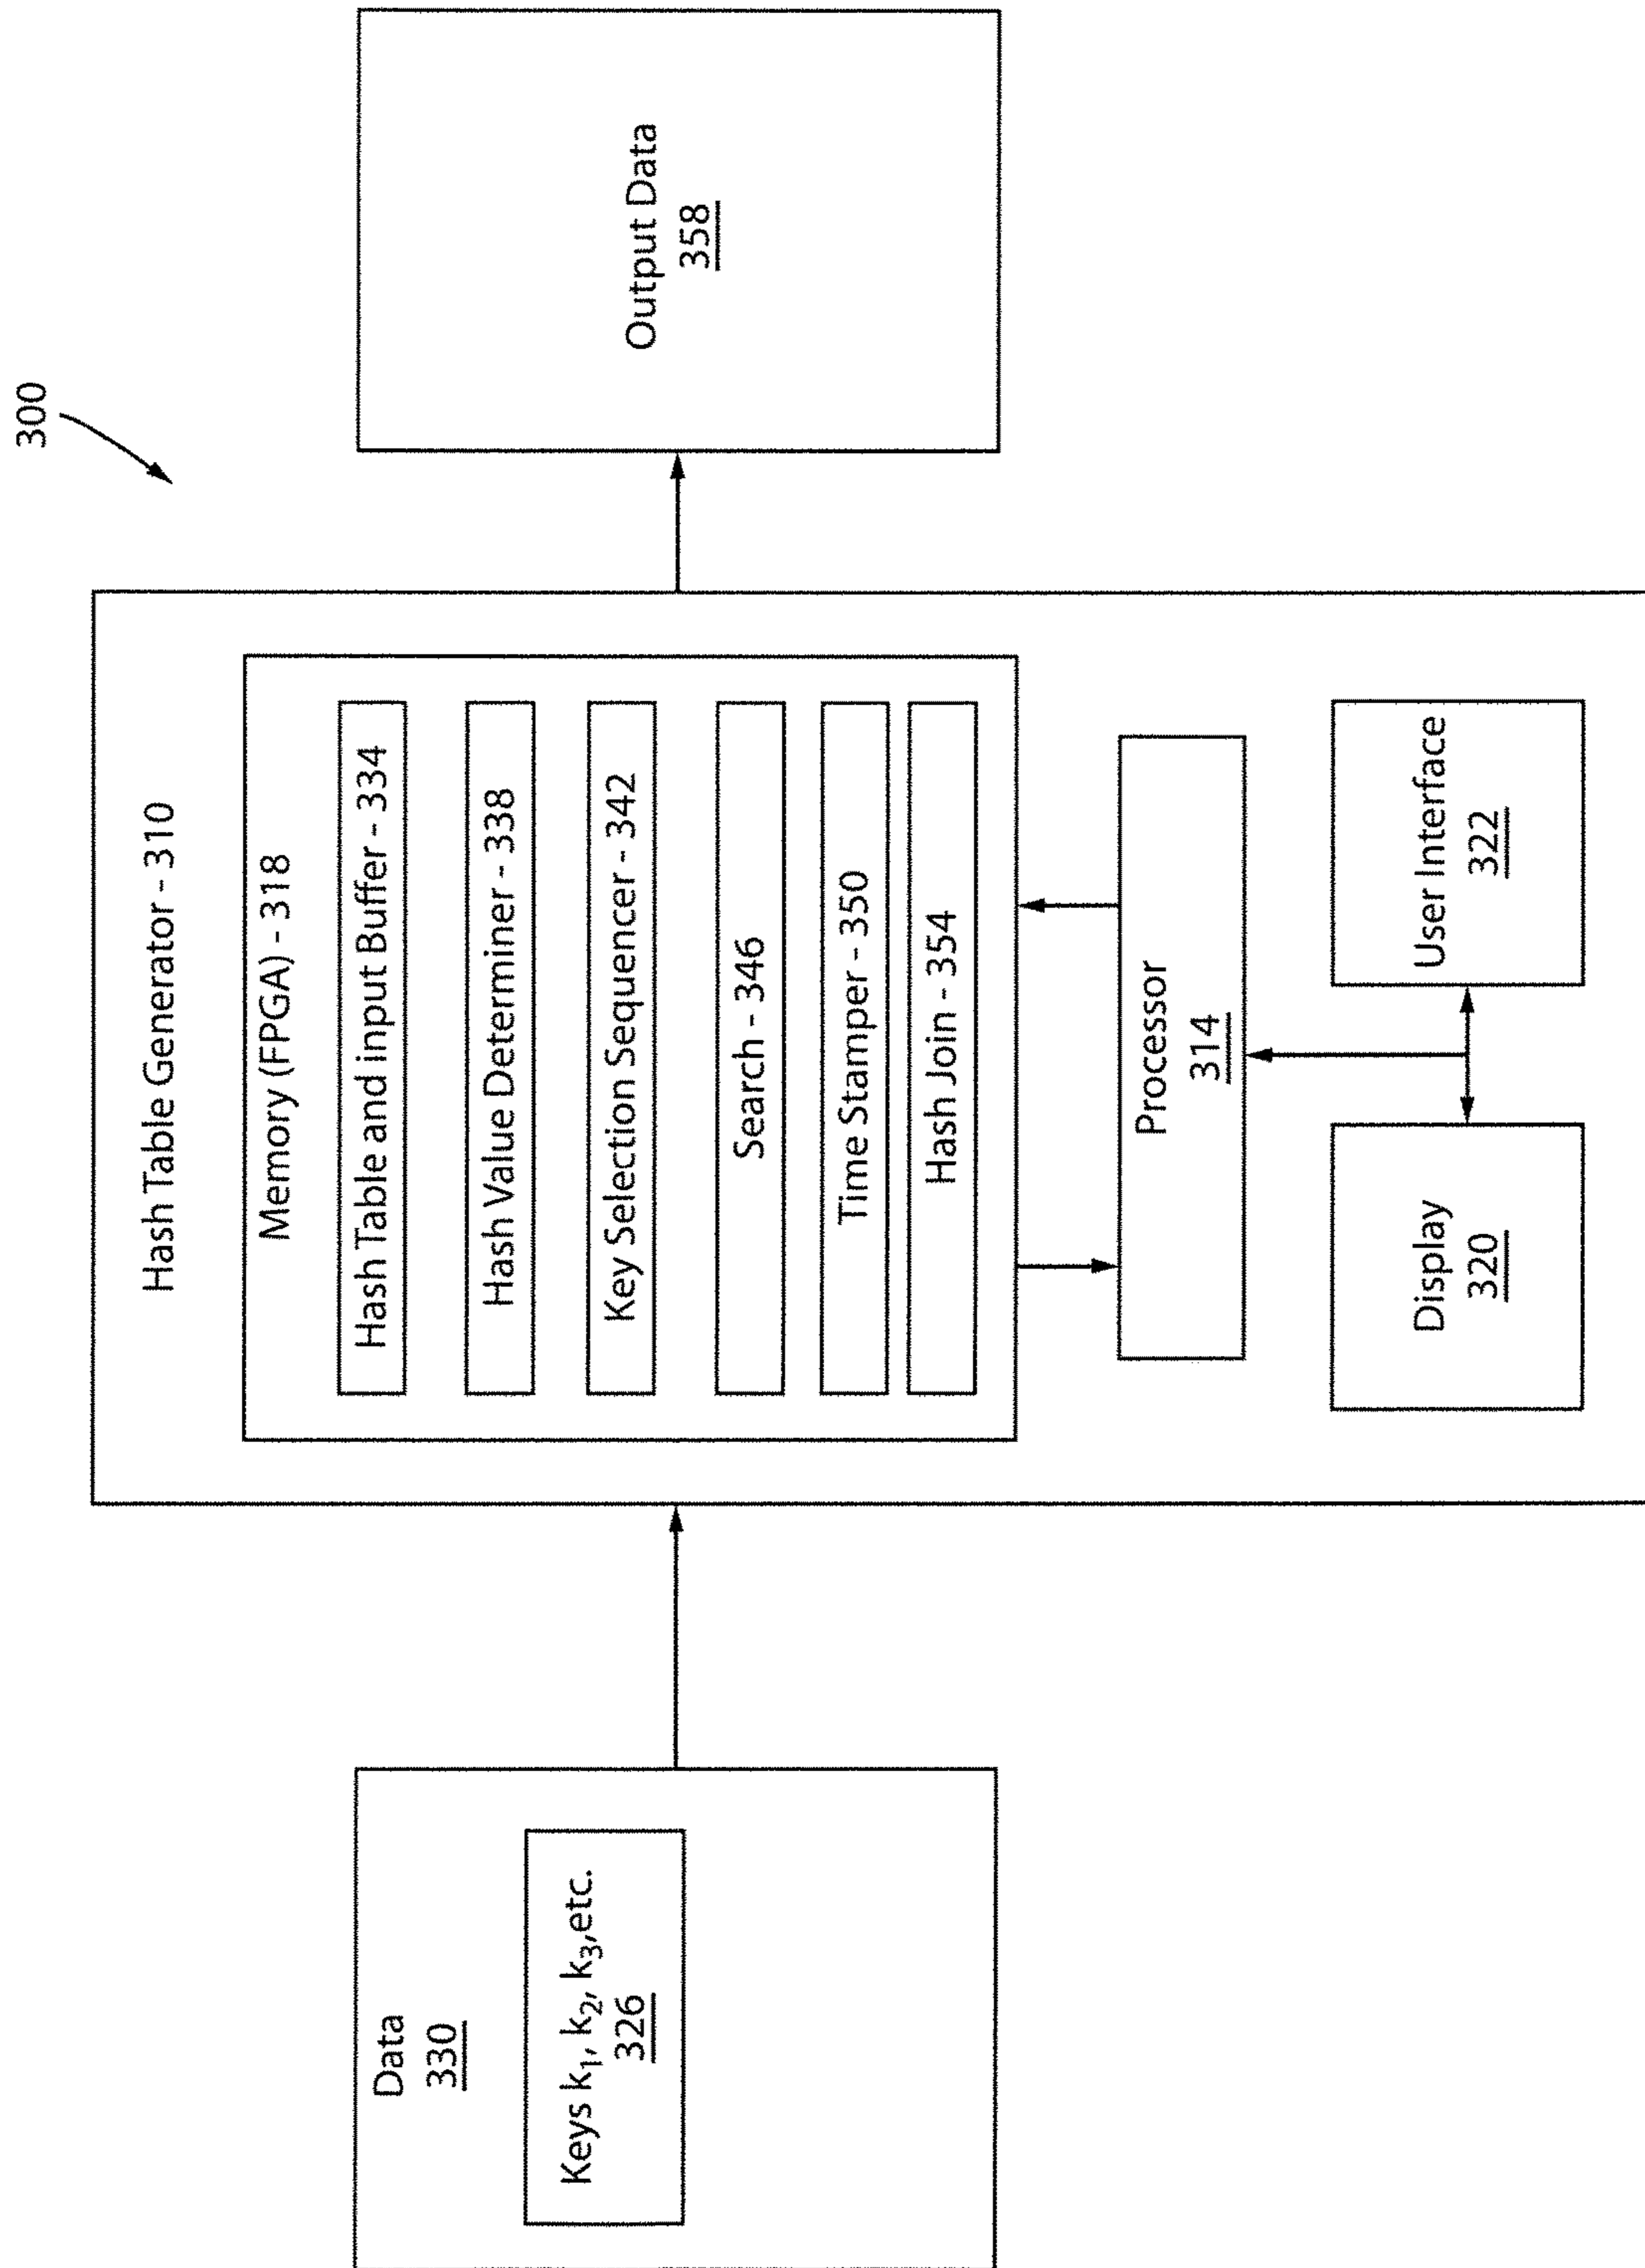 300
Data
330
Keys k₁, k₂, k₃,etc.
326
Hash Table Generator - 310
Memory (FPGA) - 318
Hash Table and input Buffer - 334
Hash Value Determiner - 338
Key Selection Sequencer - 342
Search - 346
Time Stamper - 350
Hash Join - 354
Processor
314
Display
320
User Interface
322
Output Data
358